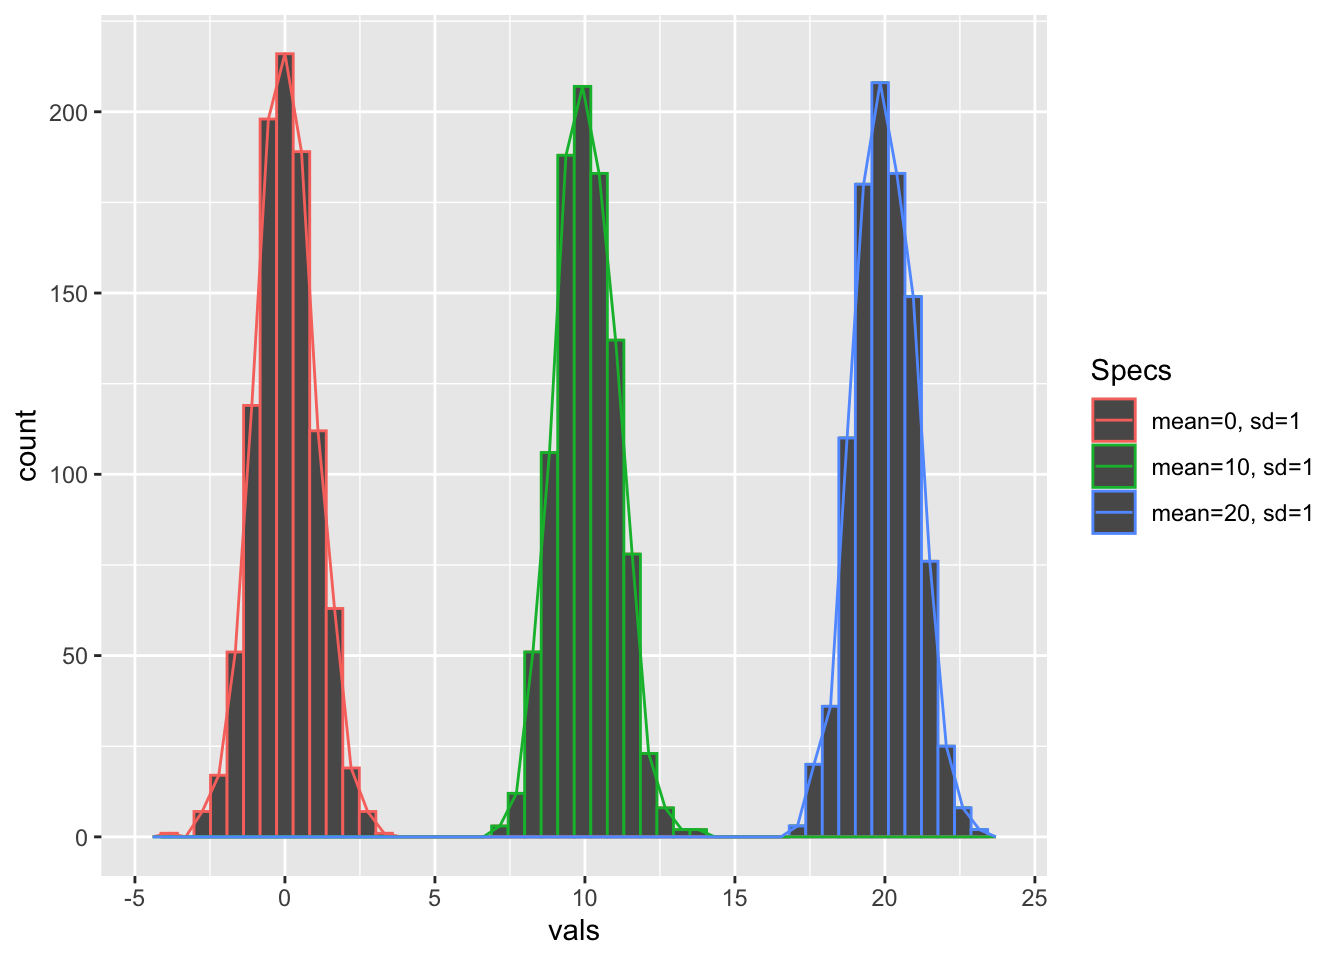 200
150
100
50
0
count
-5 0 5 10 15 20 25
vals
Specs
mean=0, sd=1
mean=10, sd=1
mean=20, sd=1